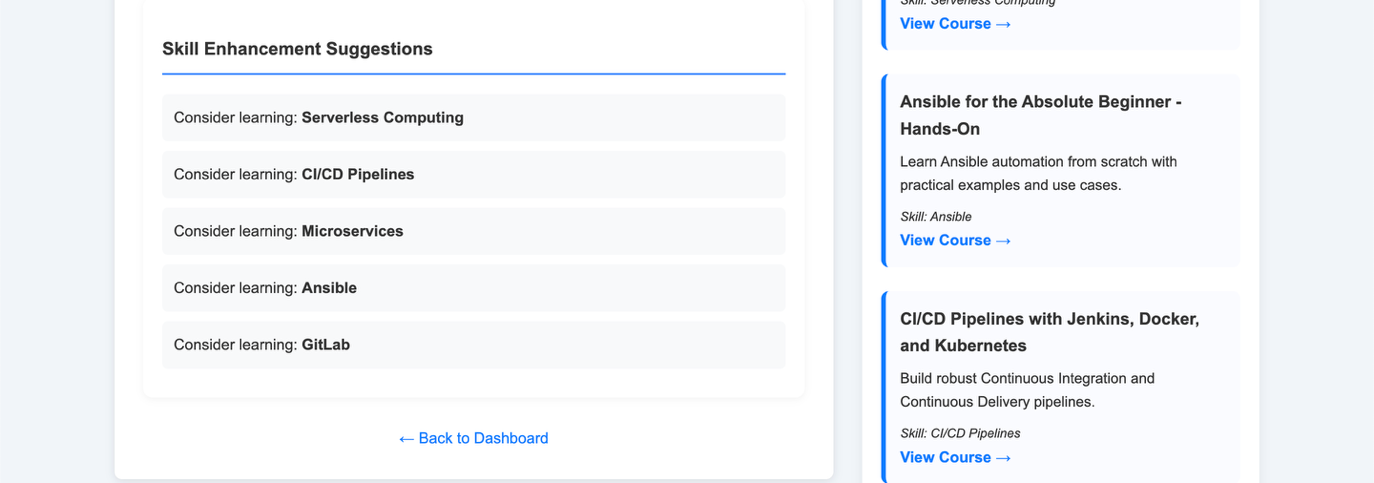 Skill Enhancement Suggestions
Consider learning: Serverless Computing
Consider learning: CI/CD Pipelines
Consider learning: Microservices
Consider learning: Ansible
Consider learning: GitLab
← Back to Dashboard
Skill: Serverless Computing
View Course →
Ansible for the Absolute Beginner -
Hands-On
Learn Ansible automation from scratch with
practical examples and use cases.
Skill: Ansible
View Course →
CI/CD Pipelines with Jenkins, Docker,
and Kubernetes
Build robust Continuous Integration and
Continuous Delivery pipelines.
Skill: CI/CD Pipelines
View Course →